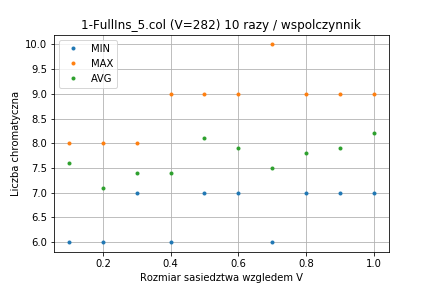 1-FullIns_5.col (V=282) 10 razy / wspolczynnik
MIN
MAX
AVG
Liczba chromatyczna
10.0
9.5
9.0
8.5
8.0
7.5
7.0
6.5
6.0
0.2 0.4 0.6 0.8 1.0
Rozmiar sasiedztwa wzgledem V